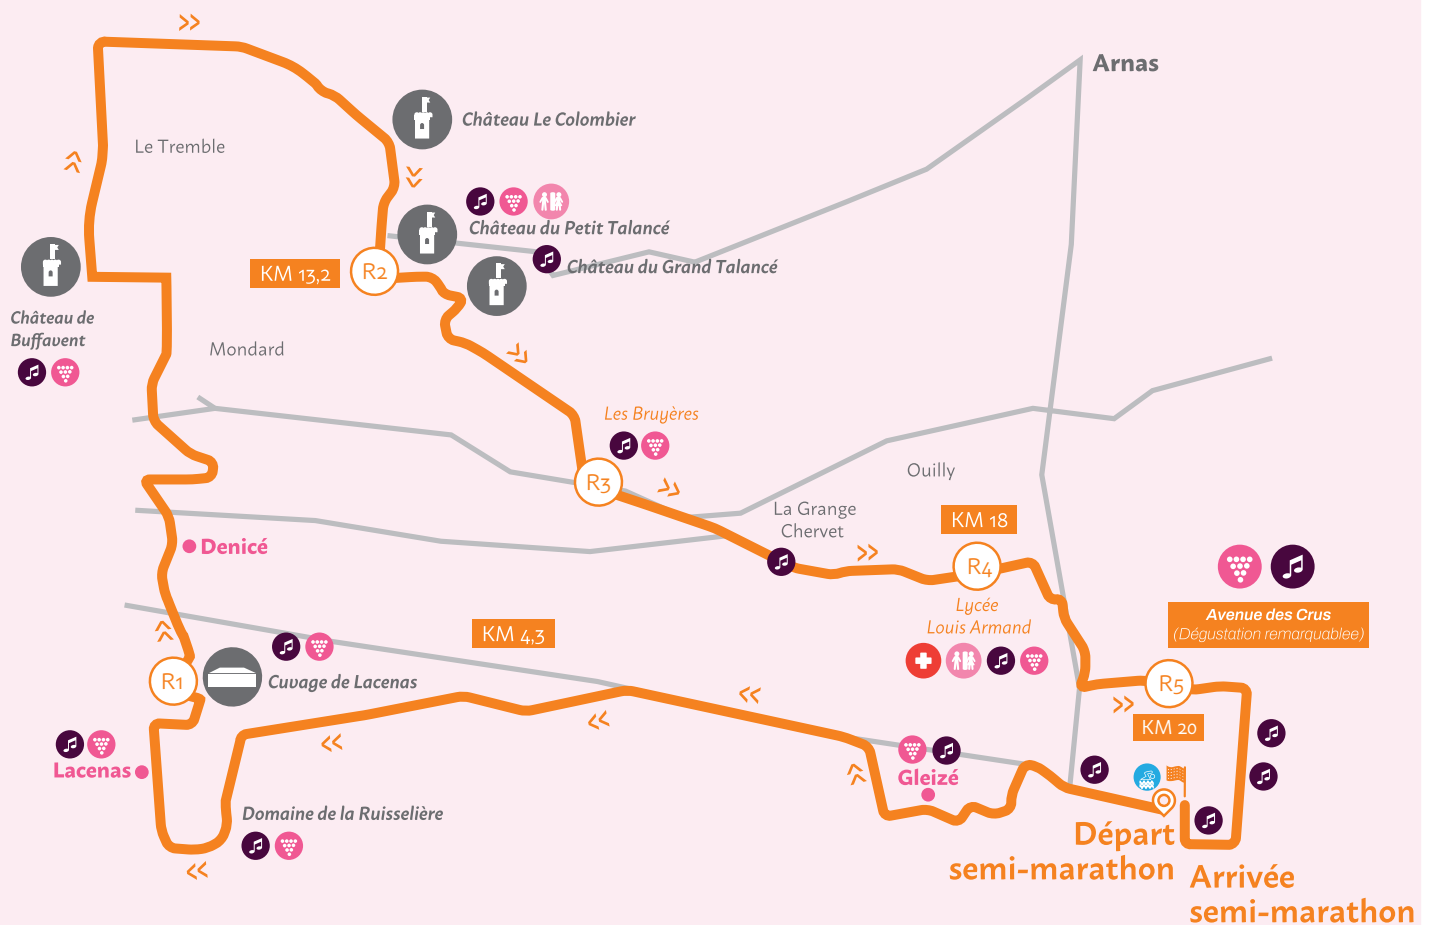 Arnas
Château Le Colombier
Le Tremble
Château du Petit Talancé
Château du Grand Talancé
KM 13,2
R2
Château de
Buffavent
Mondard
Les Bruyères
R3
Ouilly
La Grange
Chervet
KM 18
R4
Denicé
Lycée
Louis Armand
Avenue des Crus
(Dégustation remarquablee)
KM 4,3
R1
Cuvage de Lacenas
R5
KM 20
Lacenas
Gleizé
Domaine de la Ruisselière
Départ
semi-marathon
Arrivée
semi-marathon